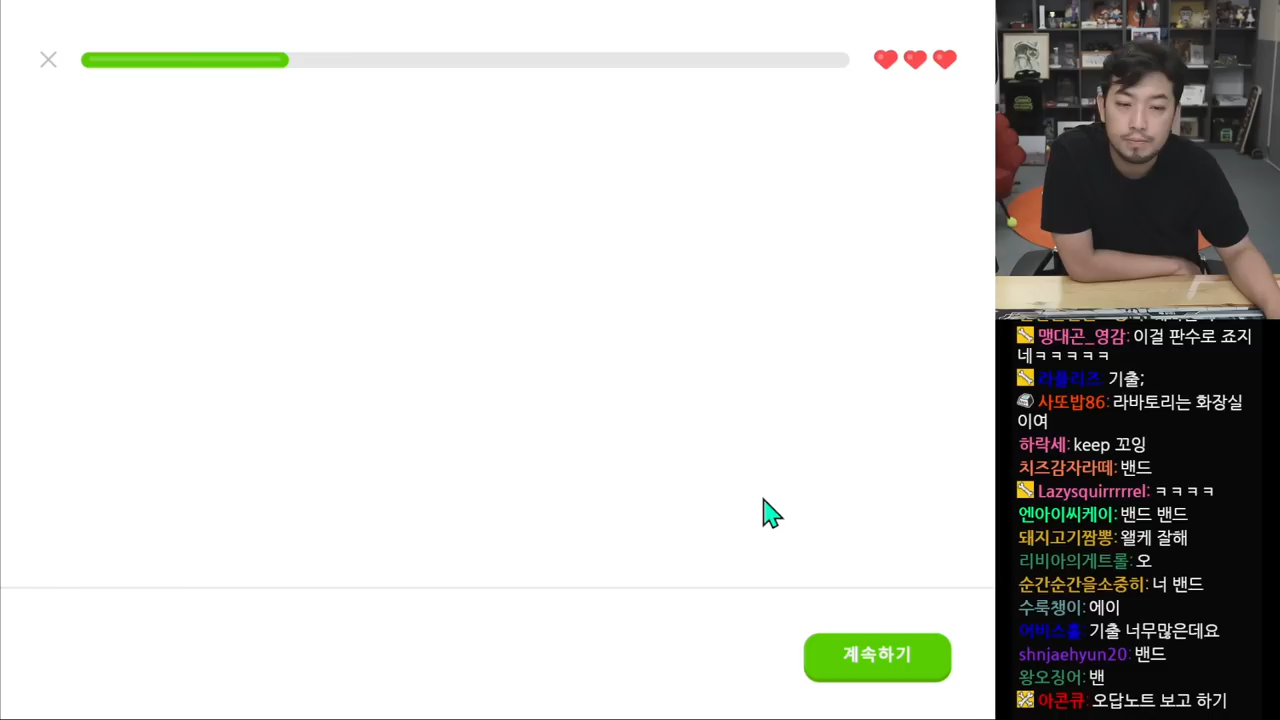 계속하기
맹대곤_영감: 이걸 판수로 죠지
네ㅋㅋㅋㅋㅋ
라플리즈: 기출;
사또밥86: 라바토리는 화장실
이여
하락세: keep 꼬잉
치즈감자라떼: 밴드
Lazysquirrrrrel: ㅋㅋㅋㅋ
엔아이씨케이: 밴드 밴드
돼지고기짬뽕: 왤케 잘해
리비아의게트롤: 오
순간순간을소중히: 너 밴드
수룩챙이: 에이
어비스홀: 기출 너무많은데요
shnjaehyun20: 밴드
왕오징어: 밴
아콘큐: 오답노트 보고 하기